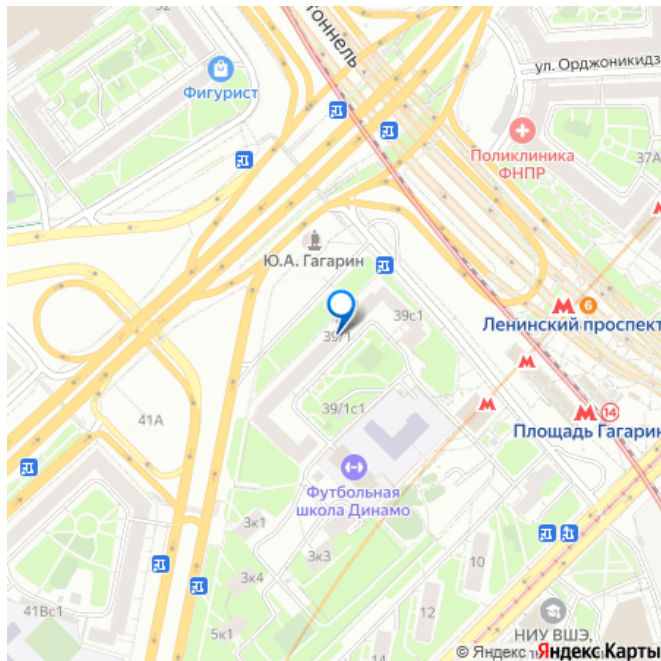 Тоннель
ул. Орджоникидз
Фигурист
Поликлиника
ФНПР
37А
Ю.А. Гагарин
39с1
39/1
6
Ленинский проспект
14
Площадь Гагарин
39/1с1
41А
Футбольная
школа Динамо
3к1
3к3
3к4
10
12
5к1
41Вс1
НИУ ВШЭ,
© Яндекс Яндекс Карты